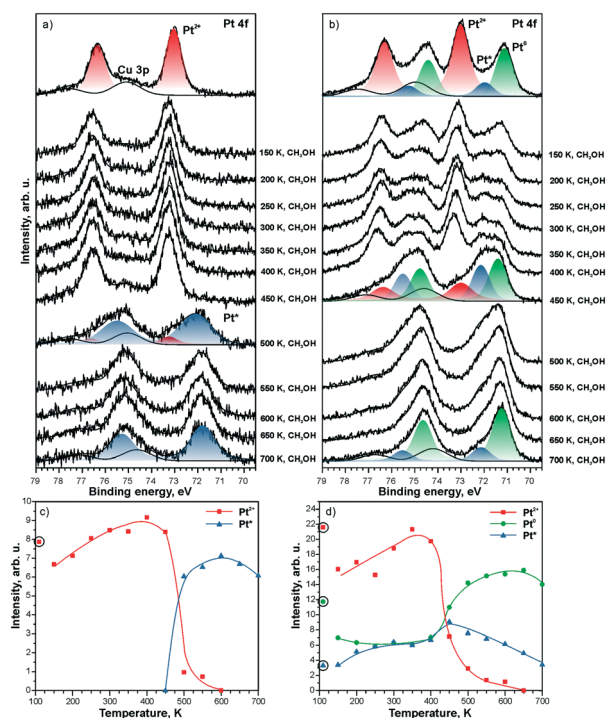 a)
Pt²⁺
Pt 4f
Cu 3p
150 K, CH₃OH
200 K, CH₃OH
250 K, CH₃OH
300 K, CH₃OH
350 K, CH₃OH
400 K, CH₃OH
450 K, CH₃OH
Pt*
500 K, CH₃OH
550 K, CH₃OH
600 K, CH₃OH
650 K, CH₃OH
700 K, CH₃OH
79 78 77 76 75 74 73 72 71 70
Binding energy, eV
Intensity, arb. u.
b)
Pt²⁺
Pt 4f
Pt*
Pt⁰
150 K, CH₃OH
200 K, CH₃OH
250 K, CH₃OH
300 K, CH₃OH
350 K, CH₃OH
400 K, CH₃OH
450 K, CH₃OH
500 K, CH₃OH
550 K, CH₃OH
600 K, CH₃OH
650 K, CH₃OH
700 K, CH₃OH
79 78 77 76 75 74 73 72 71 70
Binding energy, eV
c)
Pt²⁺
Pt*
10
9
8
7
6
5
4
3
2
1
0
Intensity, arb. u.
100 200 300 400 500 600 700
Temperature, K
d)
Pt²⁺
Pt⁰
Pt*
24
22
20
18
16
14
12
10
8
6
4
2
0
Intensity, arb. u.
100 200 300 400 500 600 700
Temperature, K